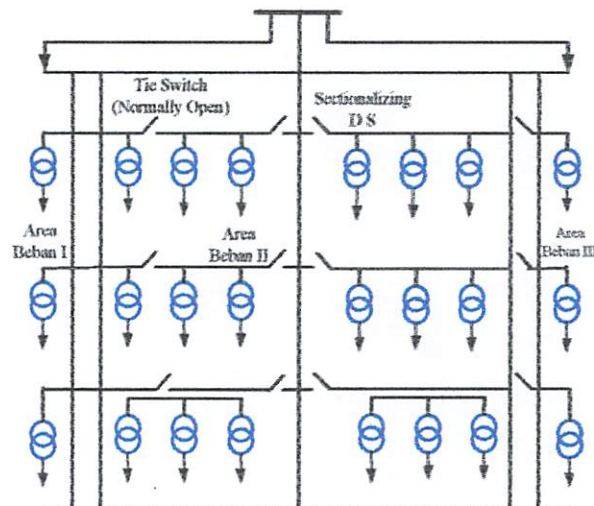 Tie Switch
(Normally Open)
Sectionalizing
D S
Area
Beban I
Area
Beban II
Area
Beban III